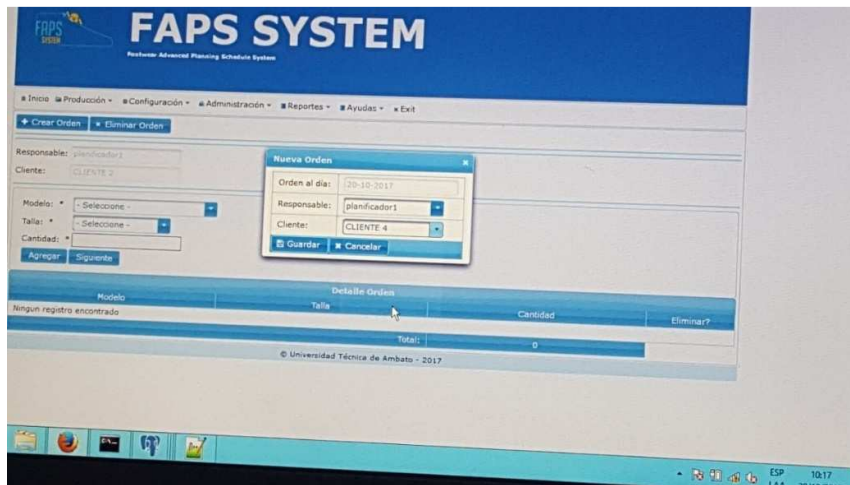 FAPS
SYSTEM
FAPS SYSTEM
Footwear Advanced Planning Schedule System
Inicio Producción Configuración Administración Reportes Ayudas Exit
Crear Orden Eliminar Orden
Responsable: planificador1
Cliente: CLIENTE 2
Modelo: * - Seleccione -
Talla: * - Seleccione -
Cantidad: *
Agregar Siguiente
Nueva Orden
Orden al día: 20-10-2017
Responsable: planificador1
Cliente: CLIENTE 4
Guardar Cancelar
Detalle Orden
Modelo Talla Cantidad Eliminar?
Ningun registro encontrado
Total: 0
© Universidad Técnica de Ambato - 2017
ESP 10:17